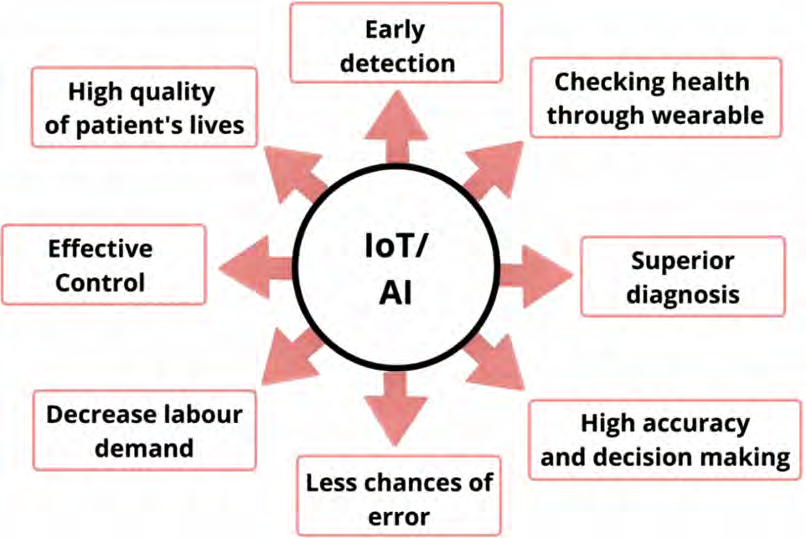 Early
detection
High quality
of patient's lives
Checking health
through wearable
Effective
Control
IoT/
AI
Superior
diagnosis
Decrease labour
demand
High accuracy
and decision making
Less chances of
error